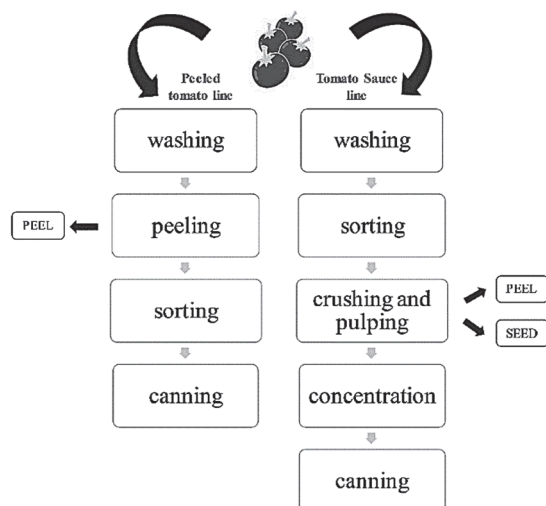 Peeled
tomato line
washing
peeling
PEEL
sorting
canning
Tomato Sauce
line
washing
sorting
crushing and
pulping
PEEL
SEED
concentration
canning